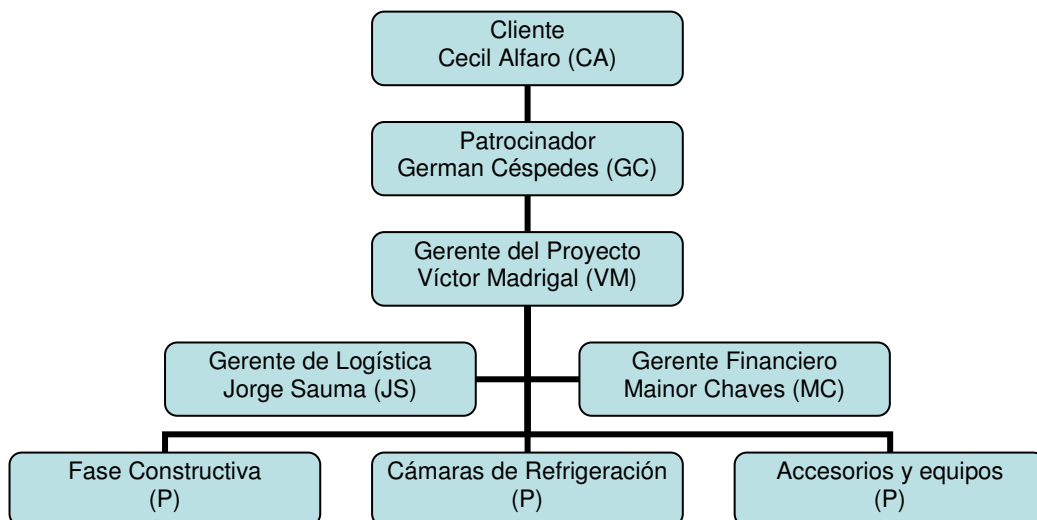 Cliente
Cecil Alfaro (CA)
Patrocinador
German Céspedes (GC)
Gerente del Proyecto
Víctor Madrigal (VM)
Gerente de Logística
Jorge Sauma (JS)
Gerente Financiero
Mainor Chaves (MC)
Fase Constructiva
(P)
Cámaras de Refrigeración
(P)
Accesorios y equipos
(P)